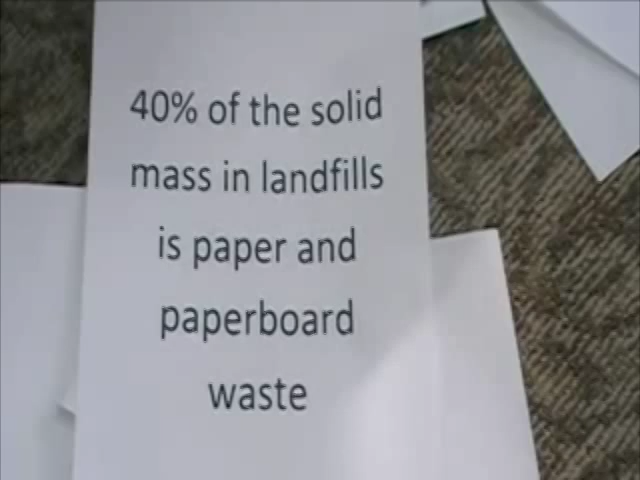 40% of the solid
mass in landfills
is paper and
paperboard
waste